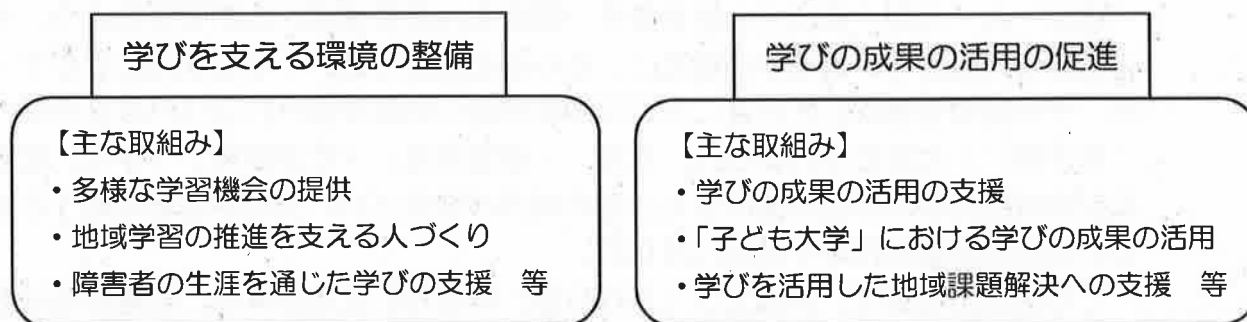 学びを支える環境の整備
【主な取組み】
・多様な学習機会の提供
・地域学習の推進を支える人づくり
・障害者の生涯を通じた学びの支援　等
学びの成果の活用の促進
【主な取組み】
・学びの成果の活用の支援
・「子ども大学」における学びの成果の活用
・学びを活用した地域課題解決への支援　等